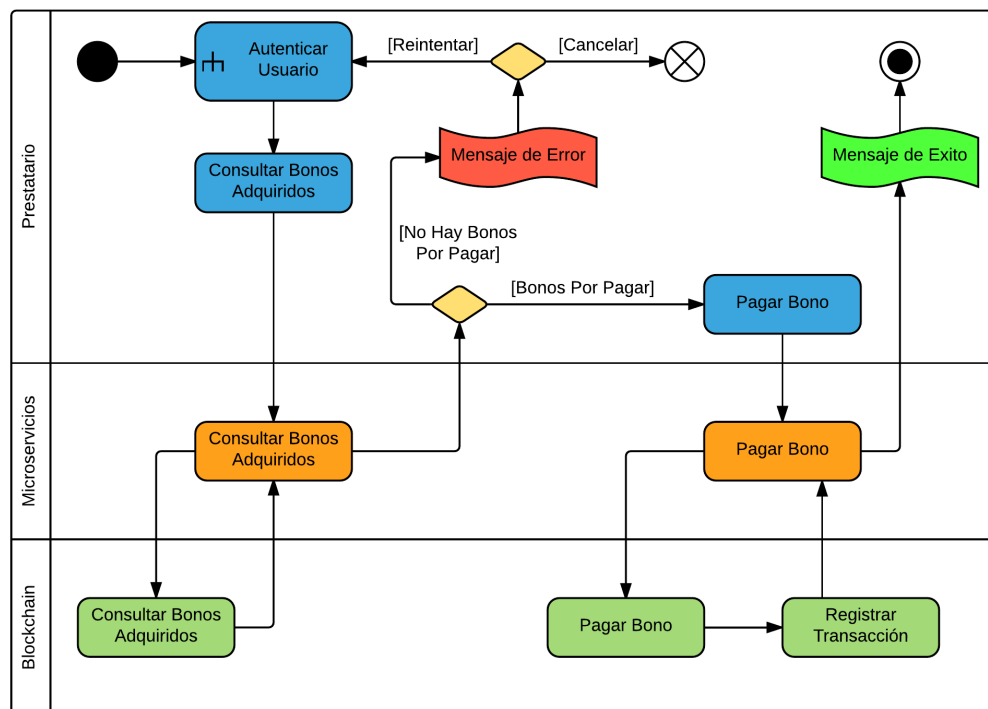 Prestatario
Autenticar
Usuario
[Reintentar]
[Cancelar]
Consultar Bonos
Adquiridos
Mensaje de Error
Mensaje de Exito
[No Hay Bonos
Por Pagar]
[Bonos Por Pagar]
Pagar Bono
Microservicios
Consultar Bonos
Adquiridos
Pagar Bono
Blockchain
Consultar Bonos
Adquiridos
Pagar Bono
Registrar
Transacción